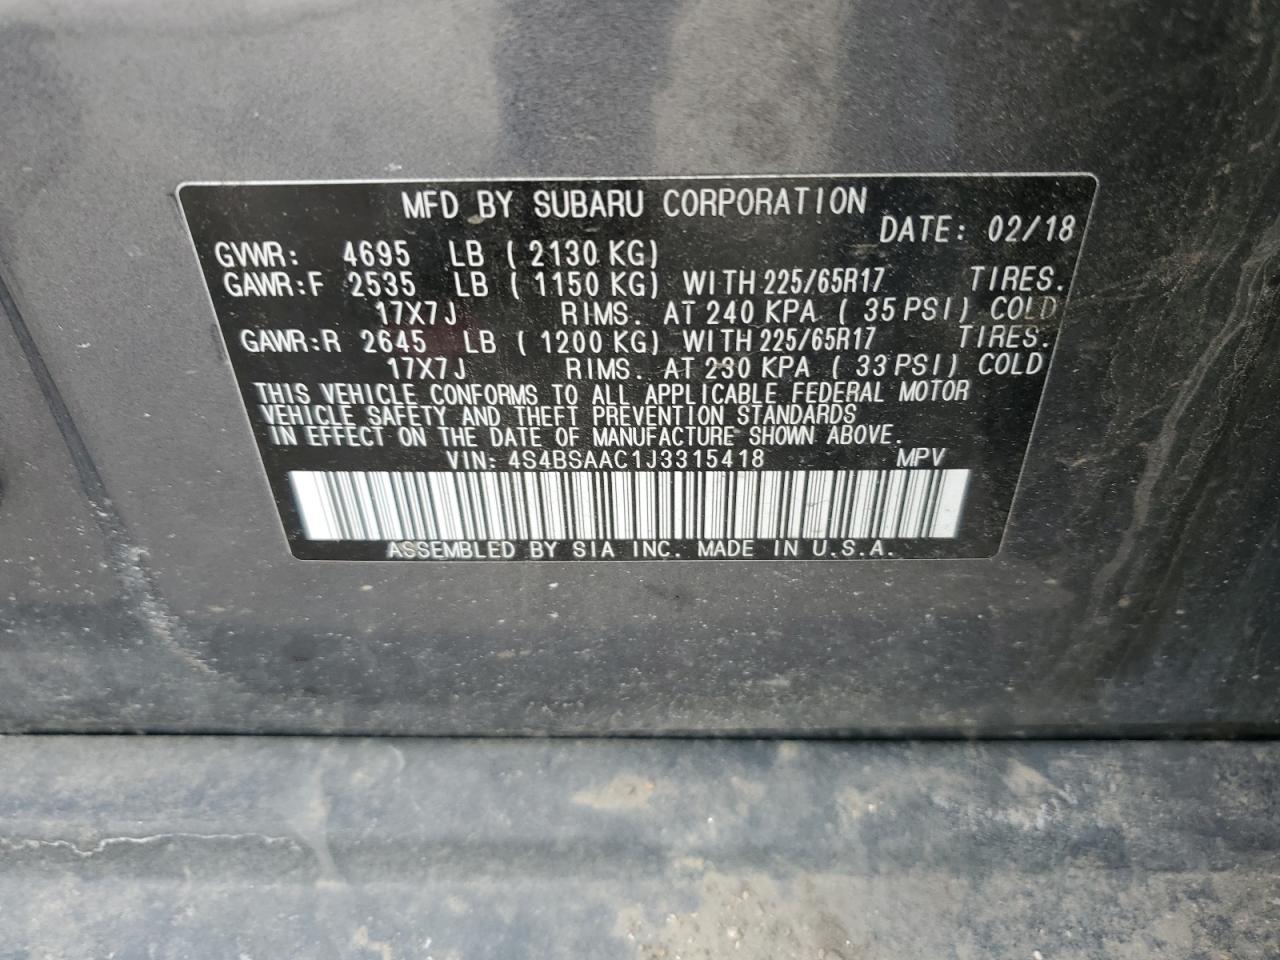 MFD BY SUBARU CORPORATION
DATE: 02/18
GVWR: 4695 LB ( 2130 KG)
GAWR:F 2535 LB ( 1150 KG) WITH 225/65R17 TIRES.
17X7J RIMS. AT 240 KPA ( 35 PSI) COLD
GAWR:R 2645 LB ( 1200 KG) WITH 225/65R17 TIRES.
17X7J RIMS. AT 230 KPA ( 33 PSI) COLD
THIS VEHICLE CONFORMS TO ALL APPLICABLE FEDERAL MOTOR
VEHICLE SAFETY AND THEFT PREVENTION STANDARDS
IN EFFECT ON THE DATE OF MANUFACTURE SHOWN ABOVE.
VIN: 4S4BSAAC1J3315418 MPV
ASSEMBLED BY SIA INC. MADE IN U.S.A.